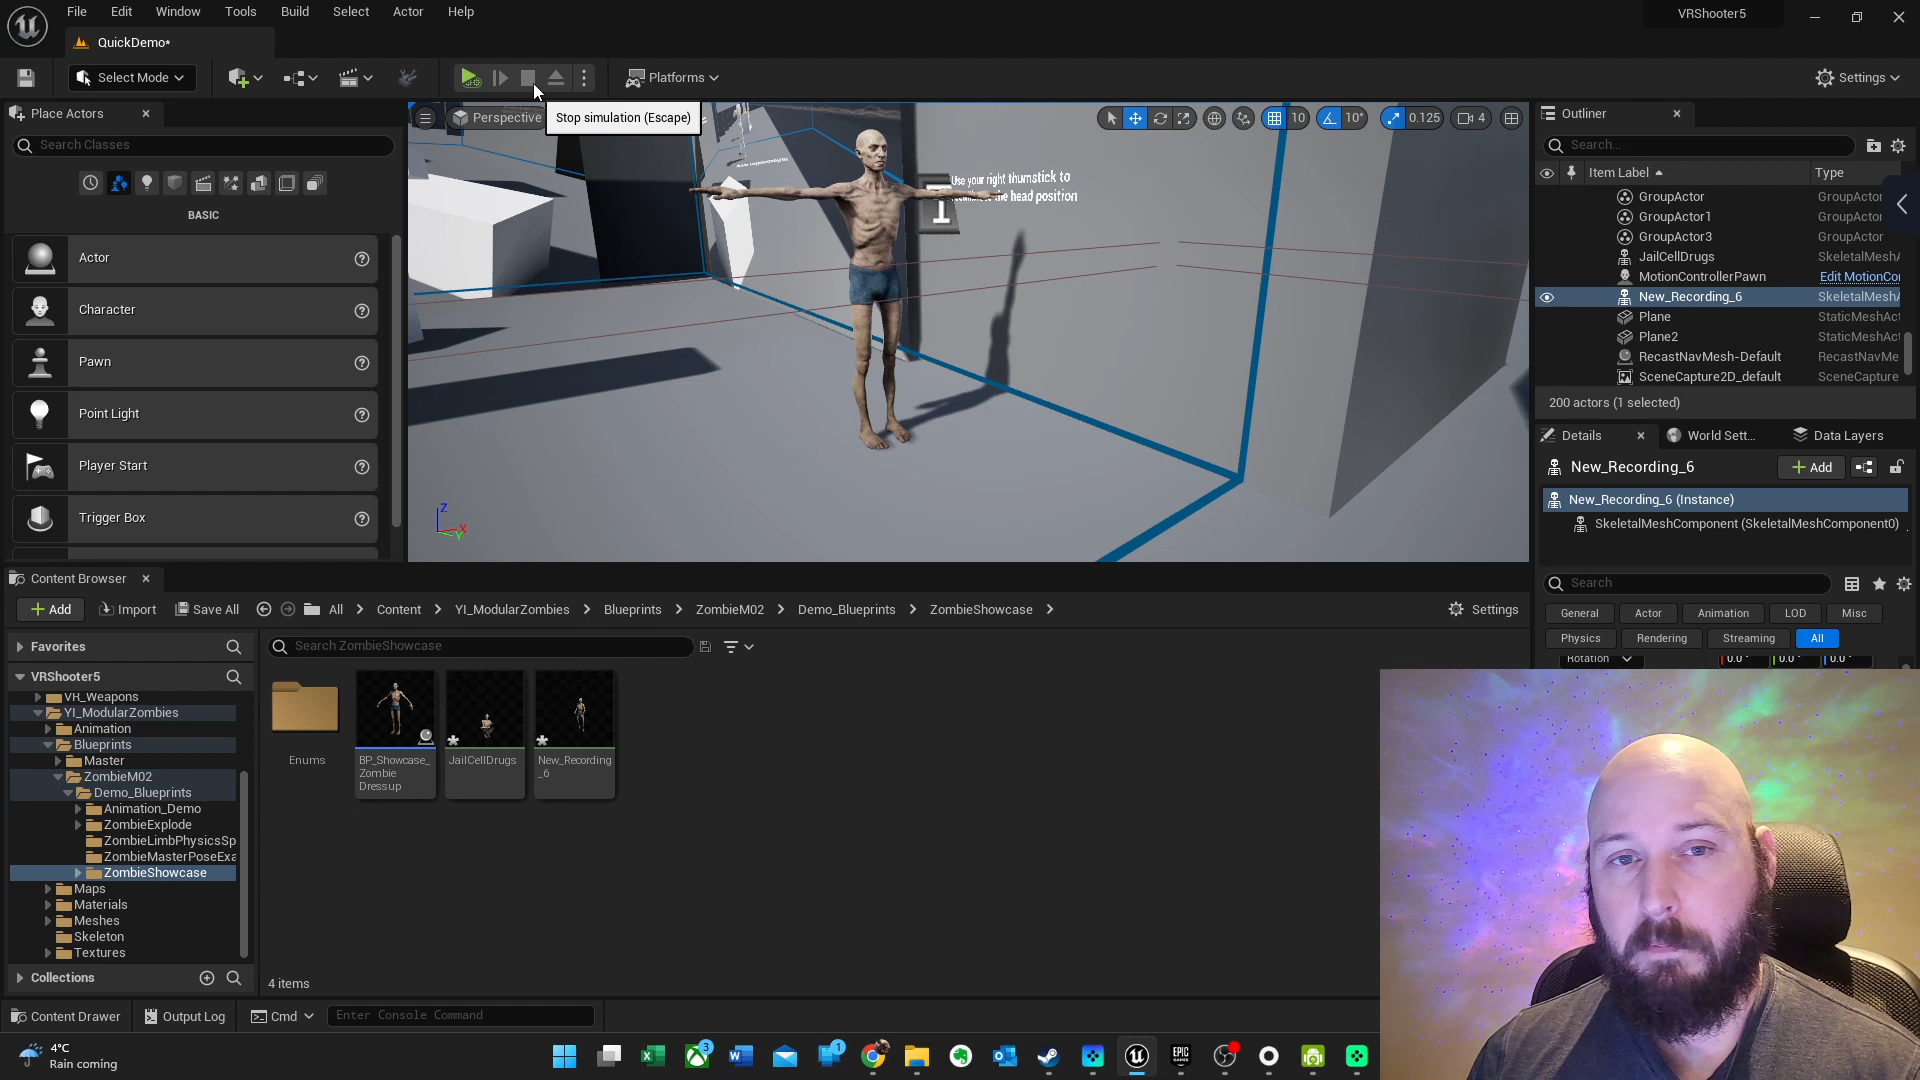 File Edit Window Tools Build Select Actor Help
VRShooter5
QuickDemo*
Select Mode
Platforms
Settings
Place Actors
Search Classes
BASIC
Actor
Character
Pawn
Point Light
Player Start
Trigger Box
Perspective
Stop simulation (Escape)
10 10° 0.125 4
Use your right thumstick to
the head position
Z
X
Y
Outliner
Search...
Item Label Type
GroupActor GroupActor
GroupActor1 GroupActor
GroupActor3 GroupActor
JailCellDrugs SkeletalMeshA
MotionControllerPawn Edit MotionCo
New_Recording_6 SkeletalMeshA
Plane StaticMeshAct
Plane2 StaticMeshAct
RecastNavMesh-Default RecastNavMe
SceneCapture2D_default SceneCapture
200 actors (1 selected)
Details World Sett... Data Layers
New_Recording_6 Add
New_Recording_6 (Instance)
SkeletalMeshComponent (SkeletalMeshComponent0)
Search
General Actor Animation LOD Misc
Physics Rendering Streaming All
Rotation 0.0° 0.0° 0.0°
Content Browser
Add Import Save All All Content YI_ModularZombies Blueprints ZombieM02 Demo_Blueprints ZombieShowcase Settings
Favorites
Search ZombieShowcase
VRShooter5
VR_Weapons
YI_ModularZombies
Animation
Blueprints
Master
ZombieM02
Demo_Blueprints
Animation_Demo
ZombieExplode
ZombieLimbPhysicsSp
ZombieMasterPoseExa
ZombieShowcase
Maps
Materials
Meshes
Skeleton
Textures
Collections
Enums
BP_Showcase_
Zombie
Dressup
JailCellDrugs
New_Recording
_6
4 items
Content Drawer Output Log Cmd Enter Console Command
4°C
Rain coming
3
1
EPIC
GAMES